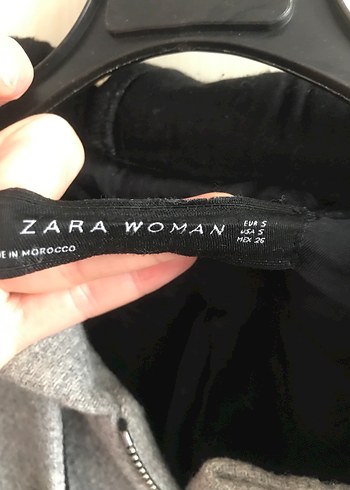 ZARA WOMAN
EUR S
USA S
MEX 26
E IN MOROCCO